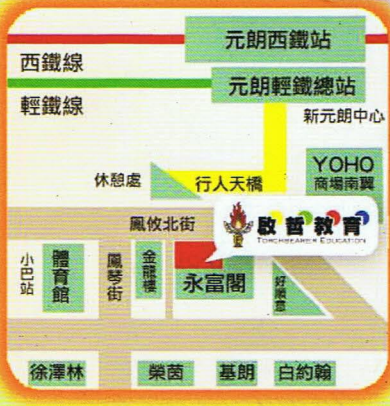 元朗西鐵站
西鐵線
元朗輕鐵總站
輕鐵線
新元朗中心
YOHO
商場南翼
休憩處
行人天橋
啟哲教育
TORCHBEARER EDUCATION
鳳攸北街
小巴站
體育館
鳳琴街
金龍樓
永富閣
好順意
徐澤林
榮茵
基朗
白約翰